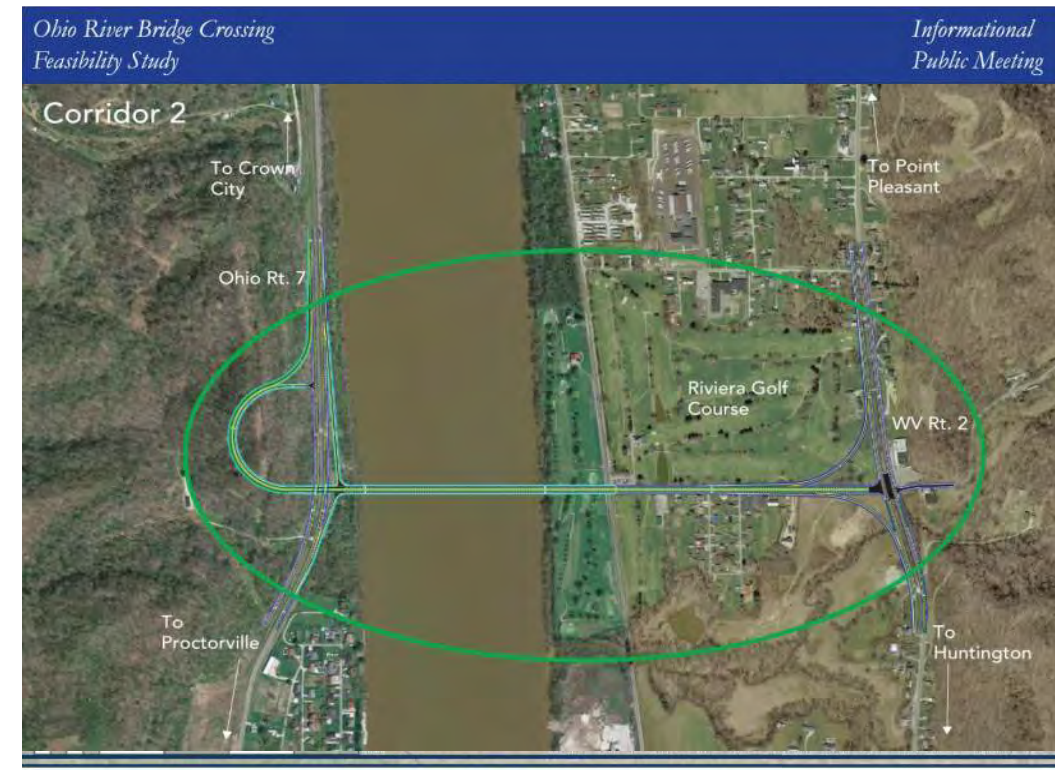 Ohio River Bridge Crossing
Feasibility Study
Informational
Public Meeting
Corridor 2
To Crown
City
To Point
Pleasant
Ohio Rt. 7
Riviera Golf
Course
WV Rt. 2
To
Proctorville
To
Huntington